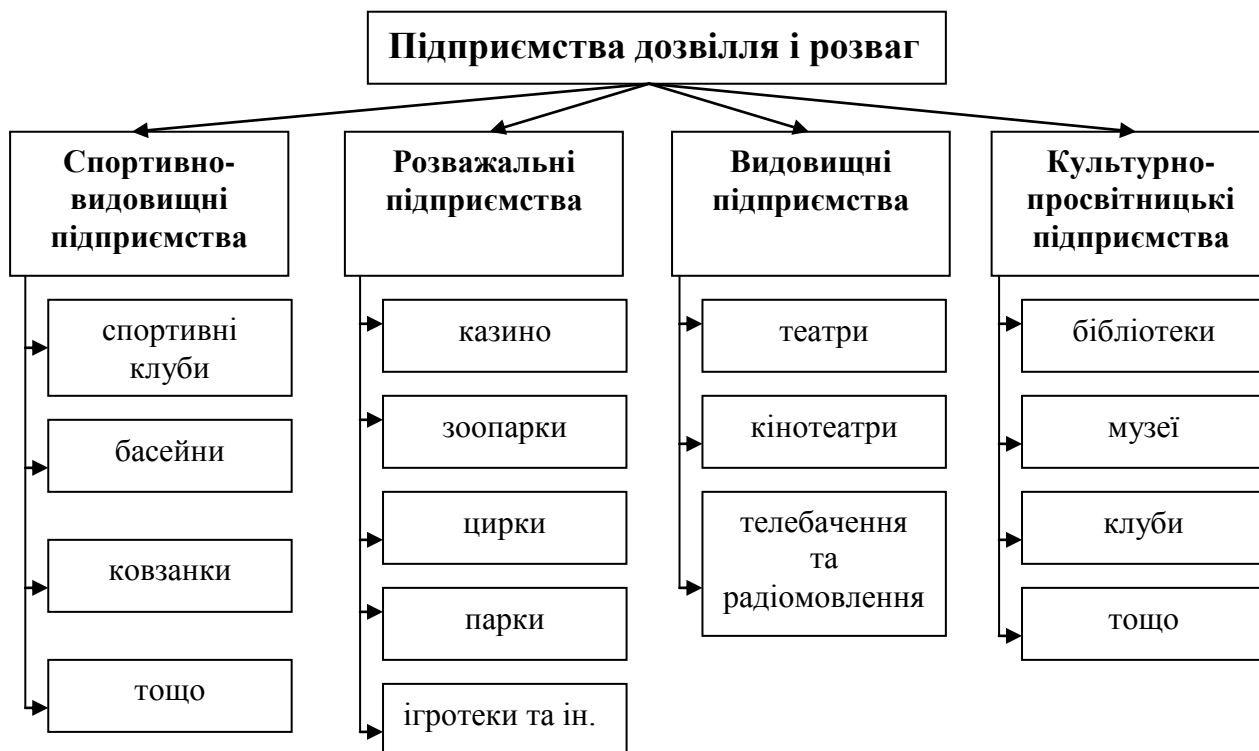 Підприємства дозвілля і розваг
Спортивно-
видовищні
підприємства
спортивні
клуби
басейни
ковзанки
тощо
Розважальні
підприємства
казино
зоопарки
цирки
парки
ігротеки та ін.
Видовищні
підприємства
театри
кінотеатри
телебачення
та
радіомовлення
Культурно-
просвітницькі
підприємства
бібліотеки
музеї
клуби
тощо